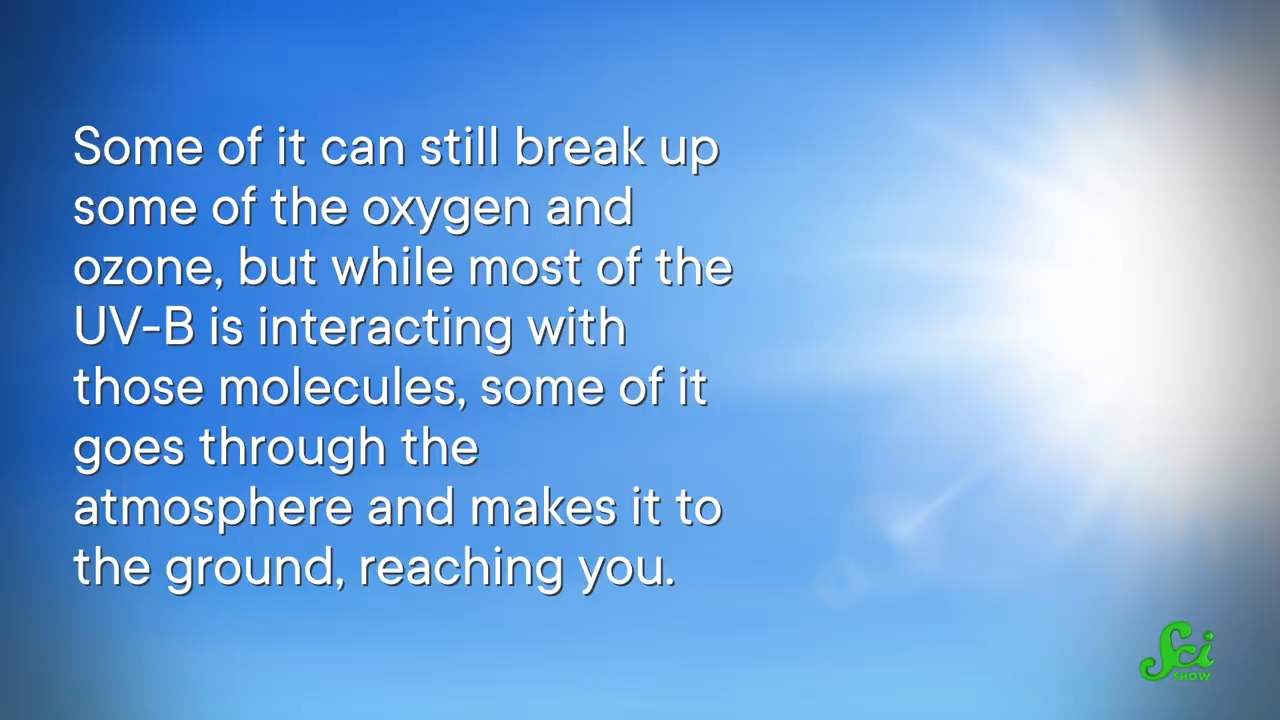 Some of it can still break up
some of the oxygen and
ozone, but while most of the
UV-B is interacting with
those molecules, some of it
goes through the
atmosphere and makes it to
the ground, reaching you.
Sci
SHOW